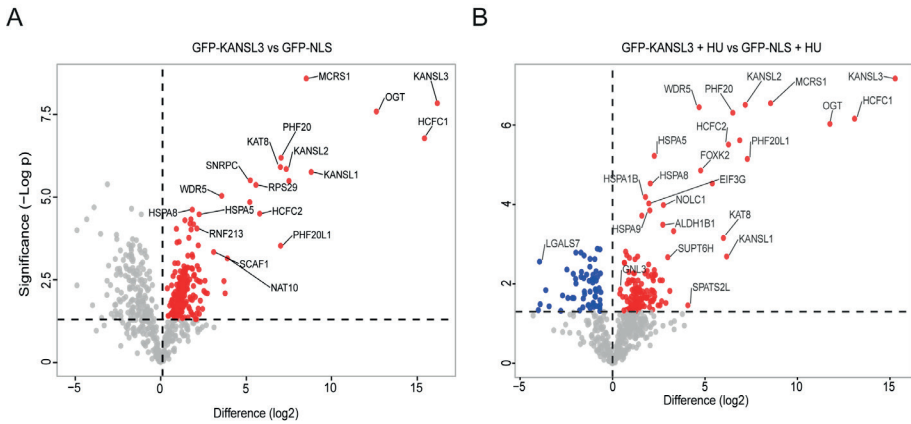 A
B
GFP-KANSL3 vs GFP-NLS
GFP-KANSL3 + HU vs GFP-NLS + HU
MCRS1
KANSL3
OGT
HCFC1
PHF20
KAT8
KANSL2
SNRPC
KANSL1
RPS29
WDR5
HSPA8
HSPA5
HCFC2
RNF213
PHF20L1
SCAF1
NAT10
7.5
5.0
2.5
0
-5
0
5
10
15
Significance (−Log p)
Difference (log2)
KANSL2
KANSL3
PHF20
MCRS1
WDR5
HCFC1
OGT
HCFC2
HSPA5
PHF20L1
FOXK2
HSPA8
HSPA1B
EIF3G
NOLC1
HSPA9
ALDH1B1
KAT8
LGALS7
SUPT6H
KANSL1
GNL3
SPATS2L
6
4
2
0
-5
0
5
10
15
Difference (log2)